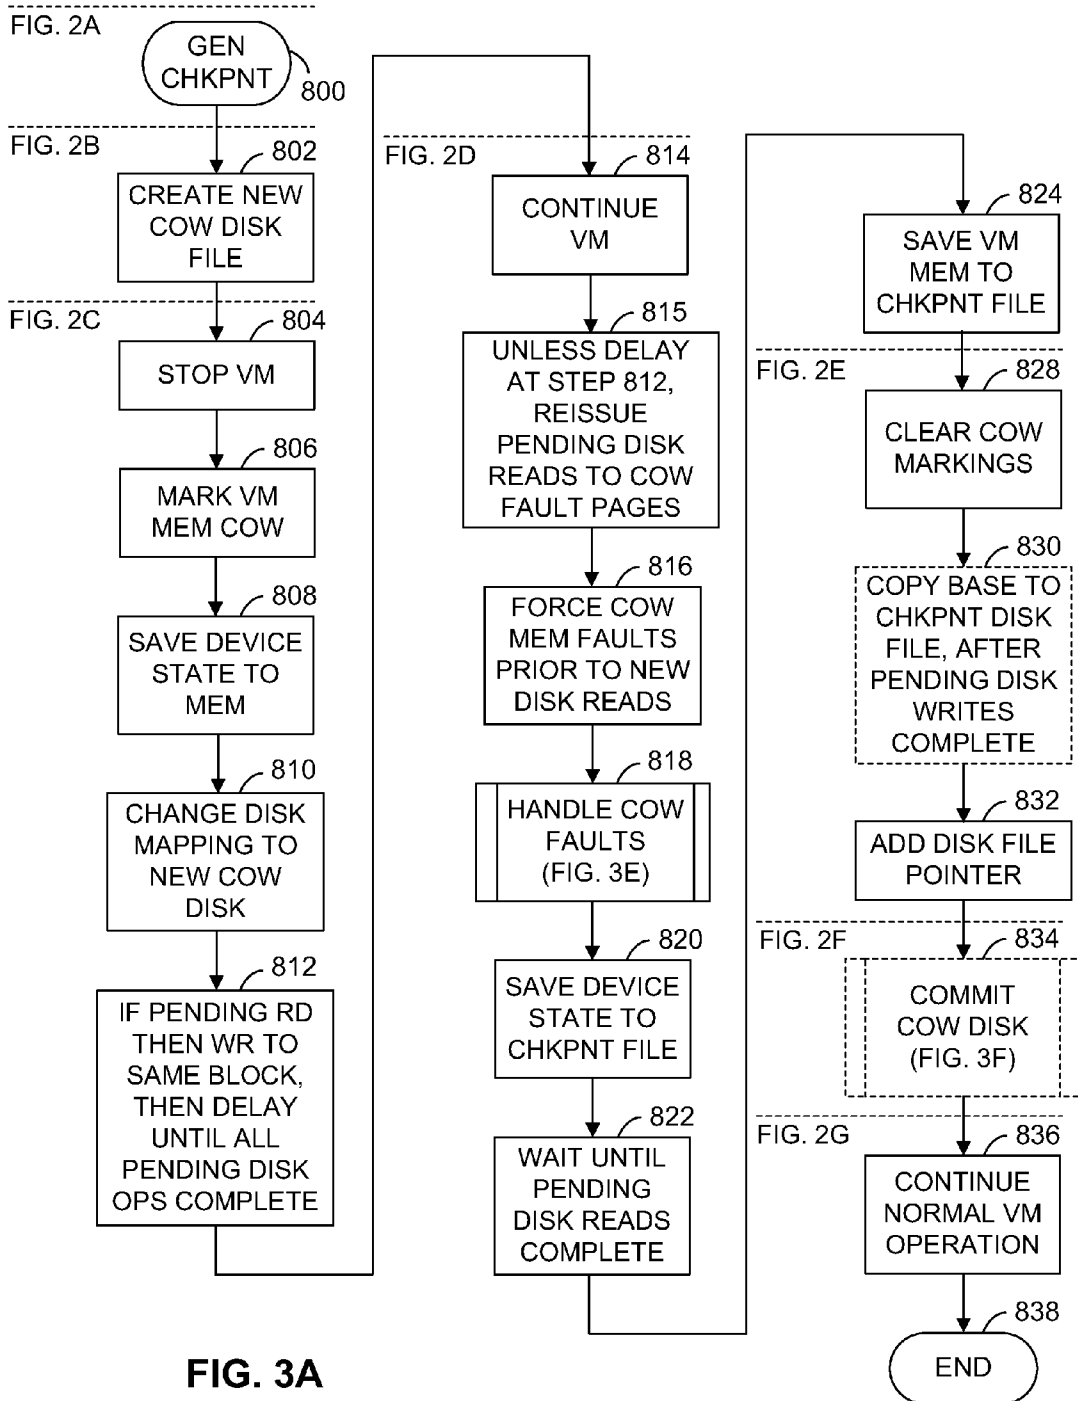 FIG. 2A
GEN
CHKPNT
800
FIG. 2B
802
CREATE NEW
COW DISK
FILE
FIG. 2C
804
STOP VM
806
MARK VM
MEM COW
808
SAVE DEVICE
STATE TO
MEM
810
CHANGE DISK
MAPPING TO
NEW COW
DISK
812
IF PENDING RD
THEN WR TO
SAME BLOCK,
THEN DELAY
UNTIL ALL
PENDING DISK
OPS COMPLETE
FIG. 2D
814
CONTINUE
VM
815
UNLESS DELAY
AT STEP 812,
REISSUE
PENDING DISK
READS TO COW
FAULT PAGES
816
FORCE COW
MEM FAULTS
PRIOR TO NEW
DISK READS
818
HANDLE COW
FAULTS
(FIG. 3E)
820
SAVE DEVICE
STATE TO
CHKPNT FILE
822
WAIT UNTIL
PENDING
DISK READS
COMPLETE
824
SAVE VM
MEM TO
CHKPNT FILE
FIG. 2E
828
CLEAR COW
MARKINGS
830
COPY BASE TO
CHKPNT DISK
FILE, AFTER
PENDING DISK
WRITES
COMPLETE
832
ADD DISK FILE
POINTER
FIG. 2F
834
COMMIT
COW DISK
(FIG. 3F)
FIG. 2G
836
CONTINUE
NORMAL VM
OPERATION
838
END
FIG. 3A